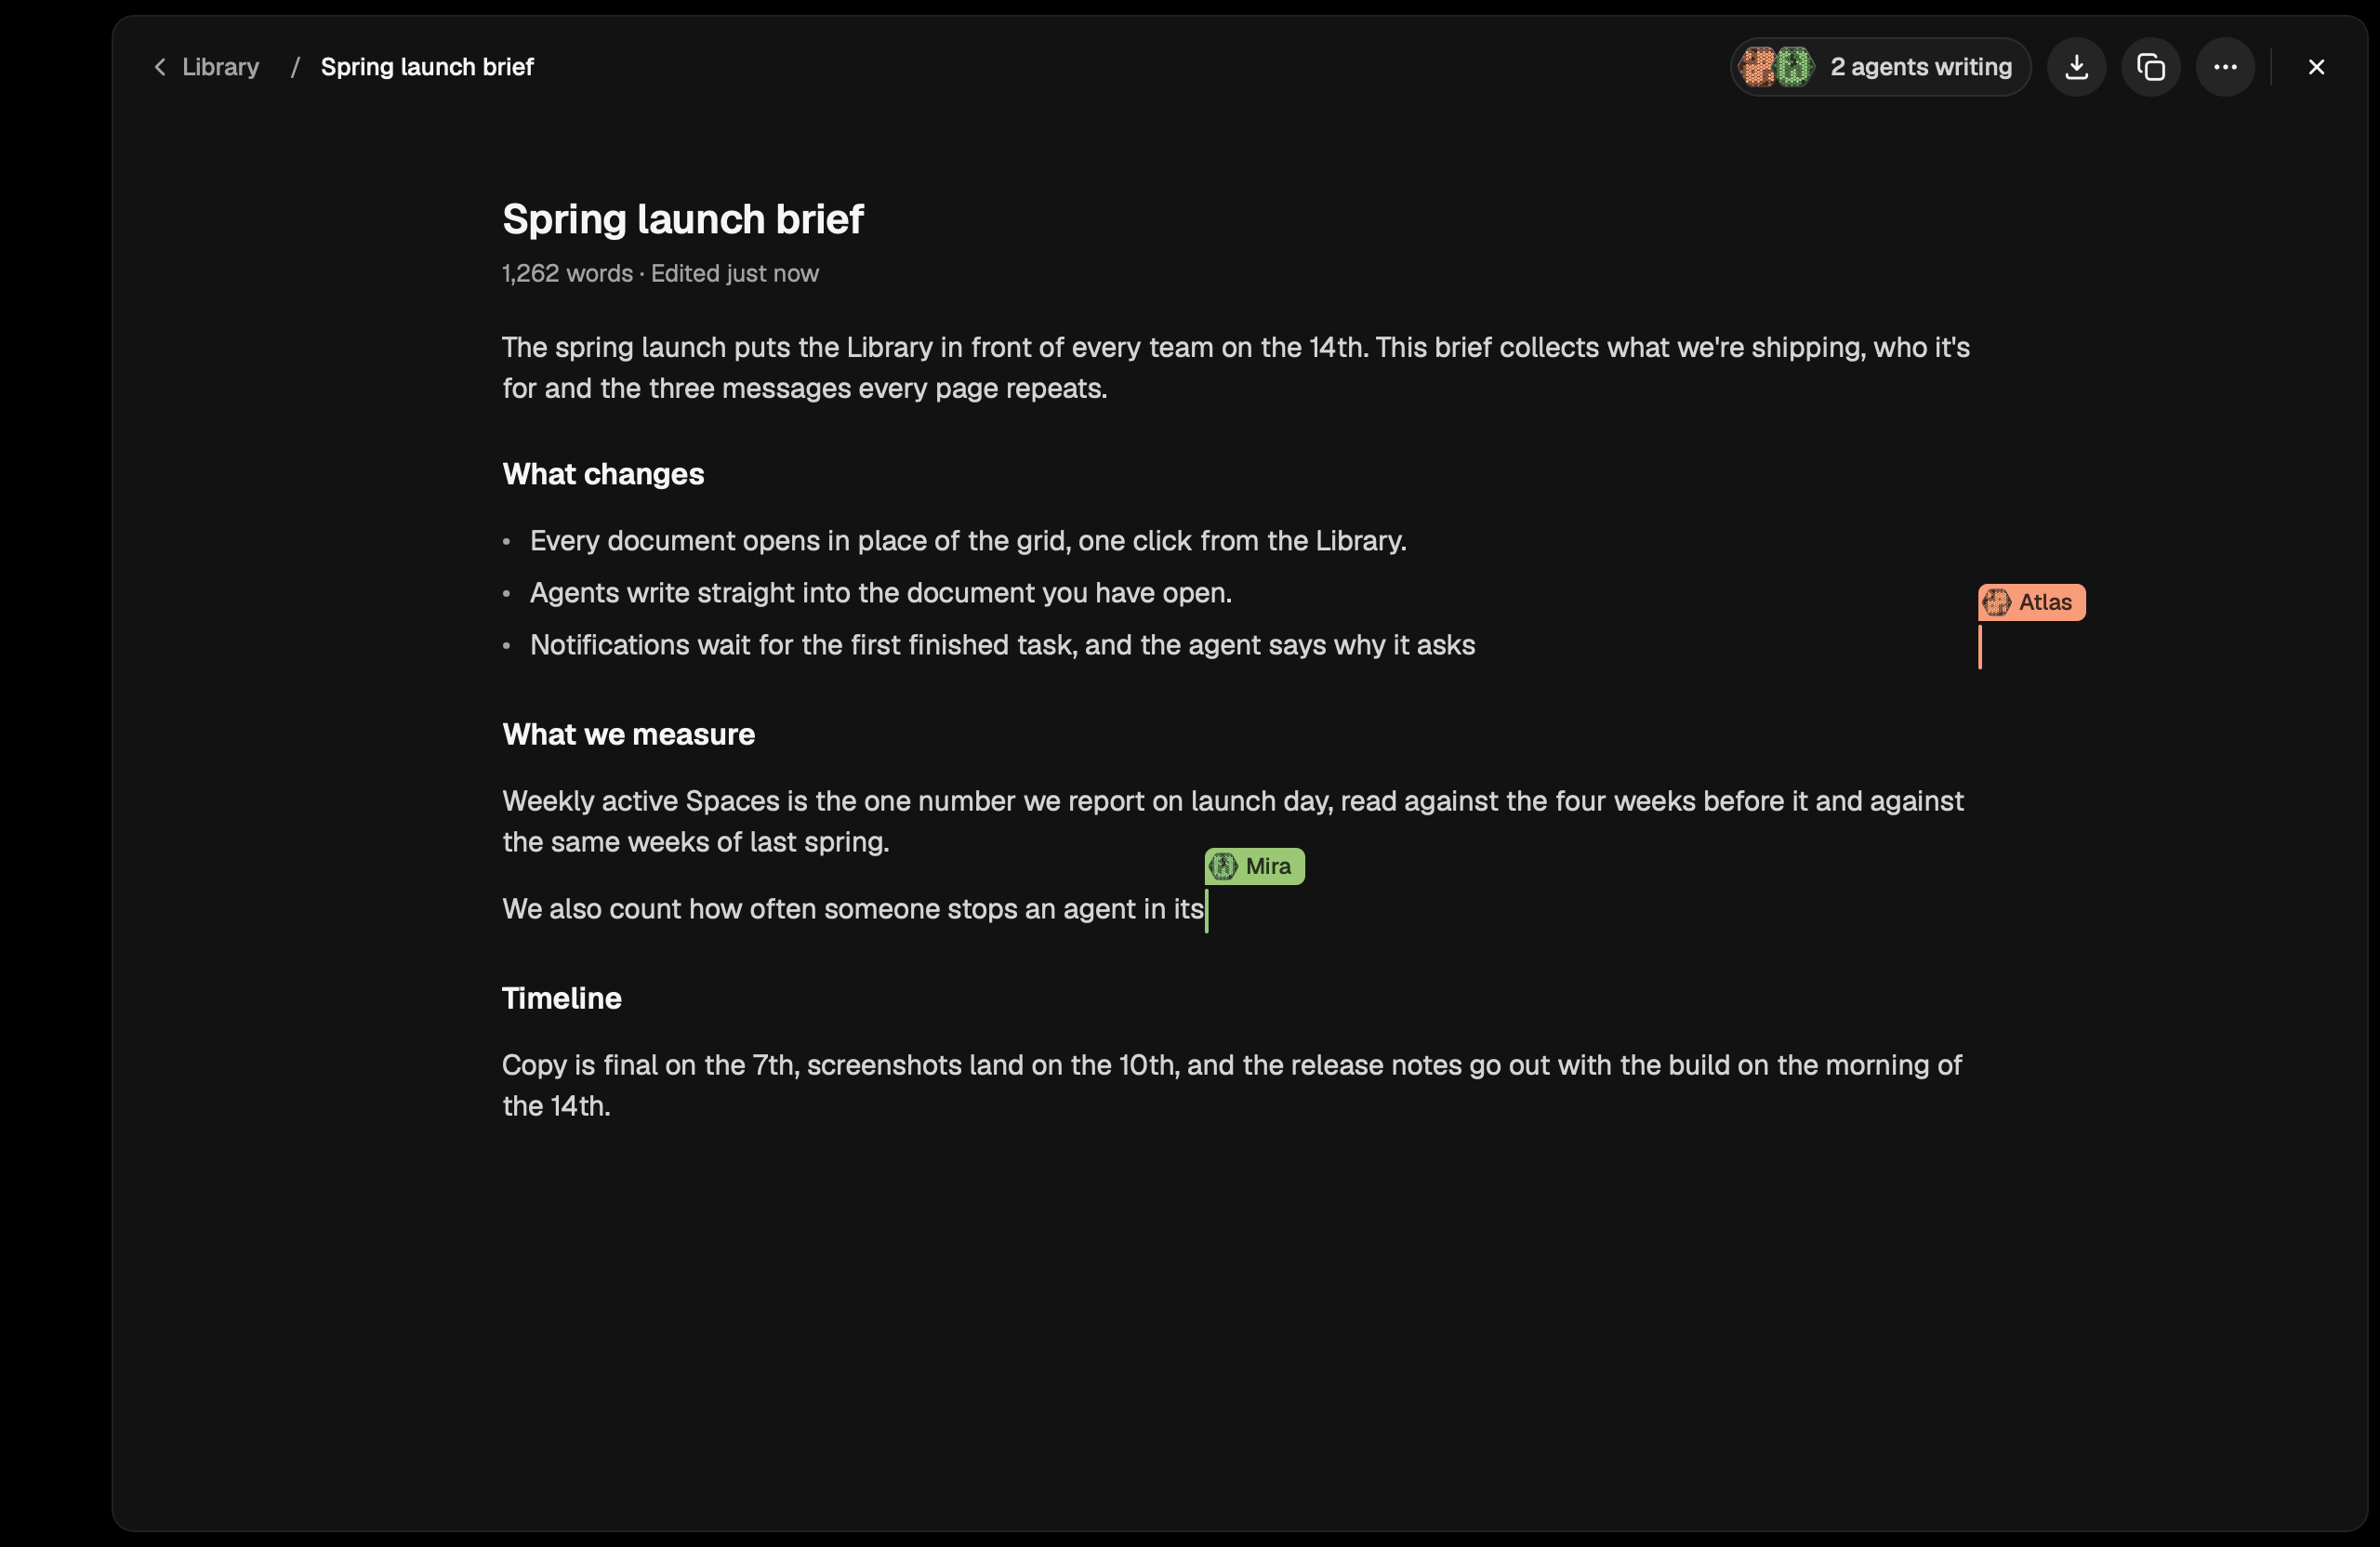 Library / Spring launch brief
2 agents writing
Spring launch brief
1,262 words · Edited just now
The spring launch puts the Library in front of every team on the 14th. This brief collects what we're shipping, who it's
for and the three messages every page repeats.
What changes
• Every document opens in place of the grid, one click from the Library.
• Agents write straight into the document you have open.
Atlas
• Notifications wait for the first finished task, and the agent says why it asks
What we measure
Weekly active Spaces is the one number we report on launch day, read against the four weeks before it and against
the same weeks of last spring.
Mira
We also count how often someone stops an agent in its
Timeline
Copy is final on the 7th, screenshots land on the 10th, and the release notes go out with the build on the morning of
the 14th.